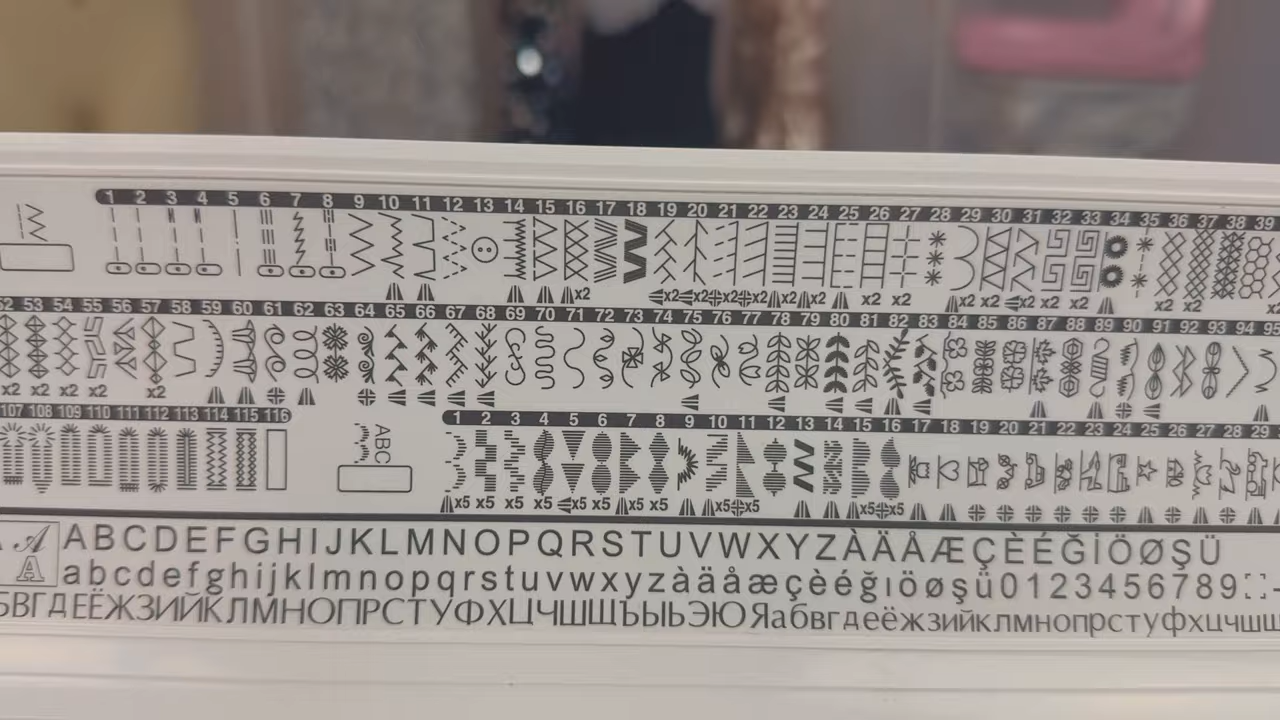 1 2 3 4 5 6 7 8 9 10 11 12 13 14 15 16 17 18 19 20 21 22 23 24 25 26 27 28 29 30 31 32 33 34 35 36 37 38 39
x2 x2 x2 x2 x2 x2 x2 x2 x2 x2 x2 x2 x2 x2
52 53 54 55 56 57 58 59 60 61 62 63 64 65 66 67 68 69 70 71 72 73 74 75 76 77 78 79 80 81 82 83 84 85 86 87 88 89 90 91 92 93 94 95
x2 x2 x2 x2 x2
107 108 109 110 111 112 113 114 115 116
ABC
1 2 3 4 5 6 7 8 9 10 11 12 13 14 15 16 17 18 19 20 21 22 23 24 25 26 27 28 29
x5 x5 x5 x5 x5 x5 x5 x5 x5 x5 x5 x5
A ABCDEFGHIJKLMNOPQRSTUVWXYZÀÄÅÆÇÈÉĞİÖØŞÜ
A abcdefghijklmnopqrstuvwxyzàäåæçèéğıöøşü0123456789
БВГДЕЁЖЗИЙКЛМНОПРСТУФХЦЧШЩЪЫЬЭЮЯабвгдеёжзийклмнопрстуфхцчшщ